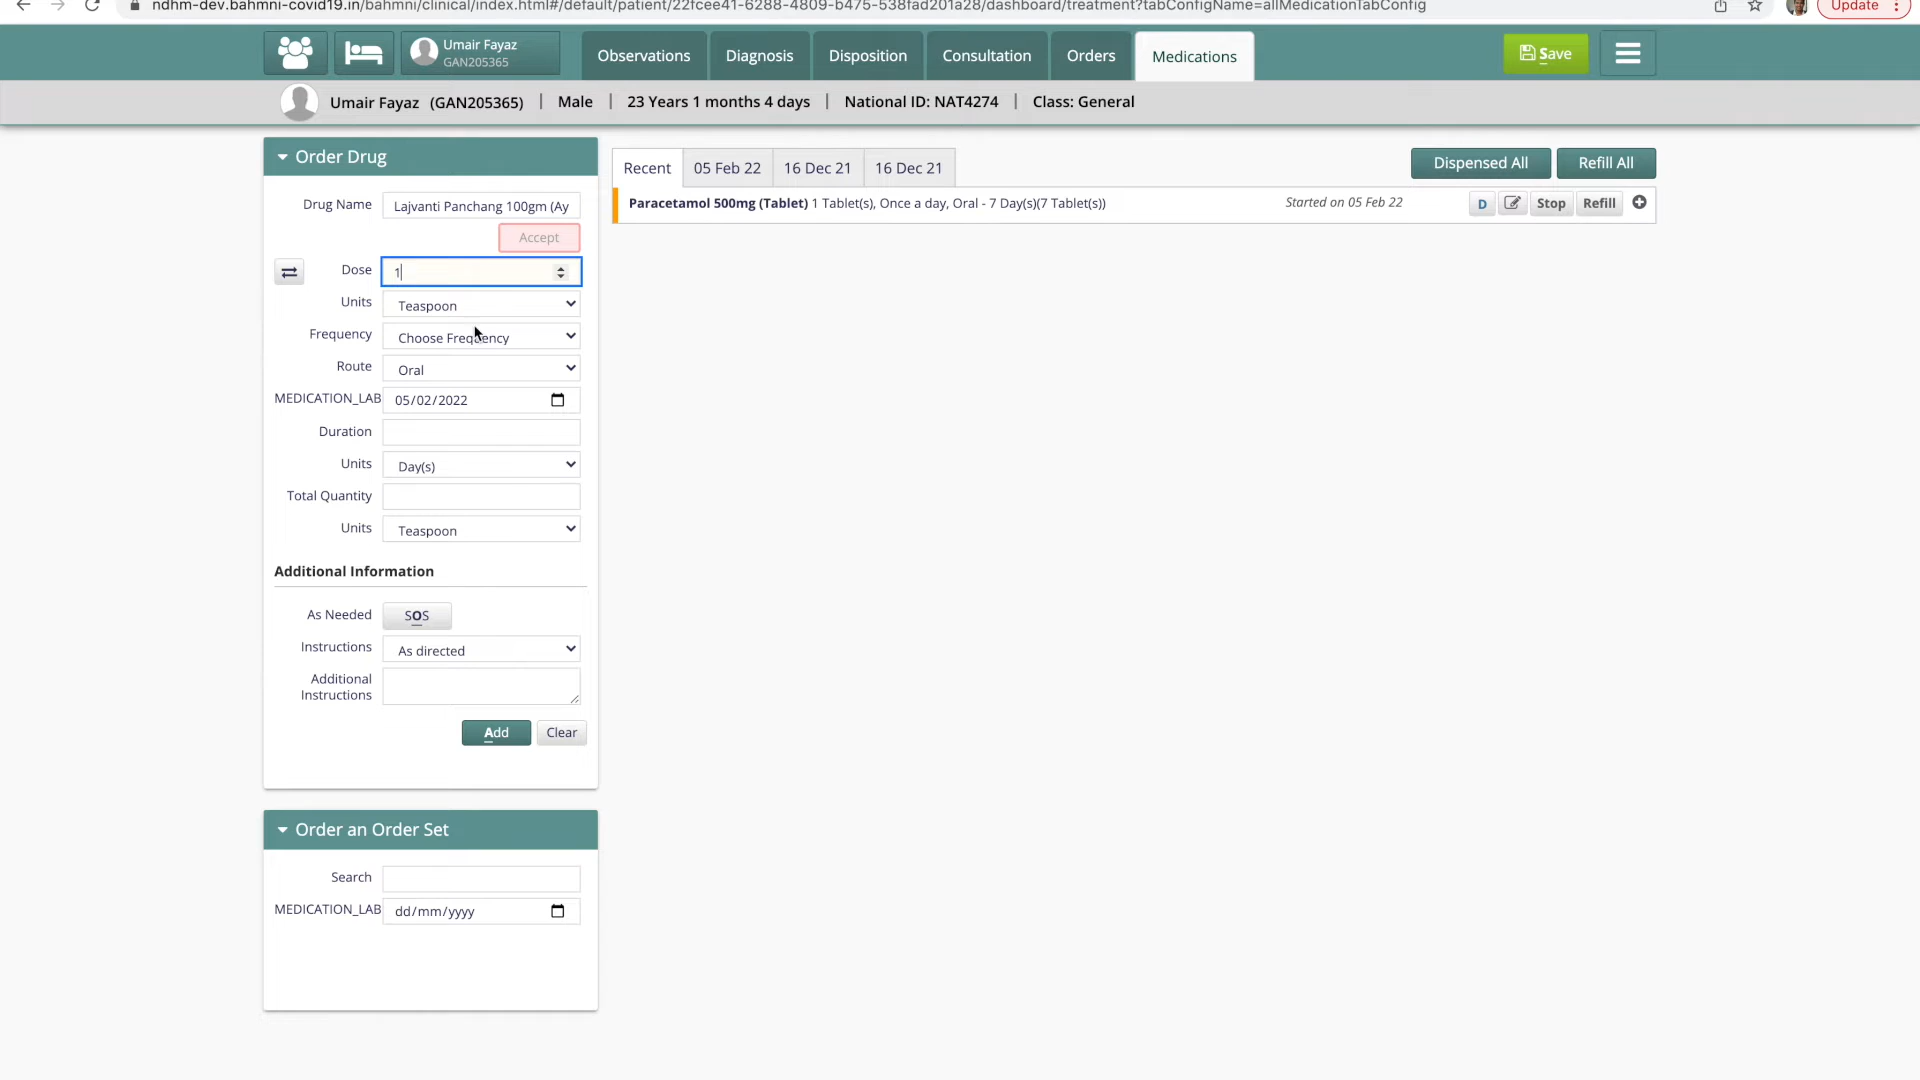 ndhm-dev.bahmni-covid19.in/bahmni/clinical/index.html#/default/patient/22fcee41-6288-4809-b475-538fad201a28/dashboard/treatment?tabConfigName=allMedicationTabConfig Update
Umair Fayaz
GAN205365
Observations Diagnosis Disposition Consultation Orders Medications Save
Umair Fayaz (GAN205365) | Male | 23 Years 1 months 4 days | National ID: NAT4274 | Class: General
Order Drug
Drug Name Lajvanti Panchang 100gm (Ay
Accept
Dose 1
Units Teaspoon
Frequency Choose Frequency
Route Oral
MEDICATION_LAB 05/02/2022
Duration
Units Day(s)
Total Quantity
Units Teaspoon
Additional Information
As Needed SOS
Instructions As directed
Additional
Instructions
Add Clear
Order an Order Set
Search
MEDICATION_LAB dd/mm/yyyy
Recent 05 Feb 22 16 Dec 21 16 Dec 21 Dispensed All Refill All
Paracetamol 500mg (Tablet) 1 Tablet(s), Once a day, Oral - 7 Day(s)(7 Tablet(s)) Started on 05 Feb 22 D Stop Refill